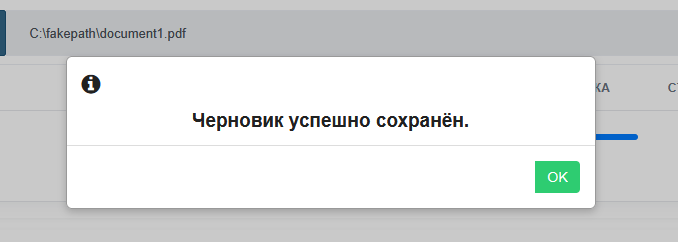 C:\fakepath\document1.pdf
Черновик успешно сохранён.
OK